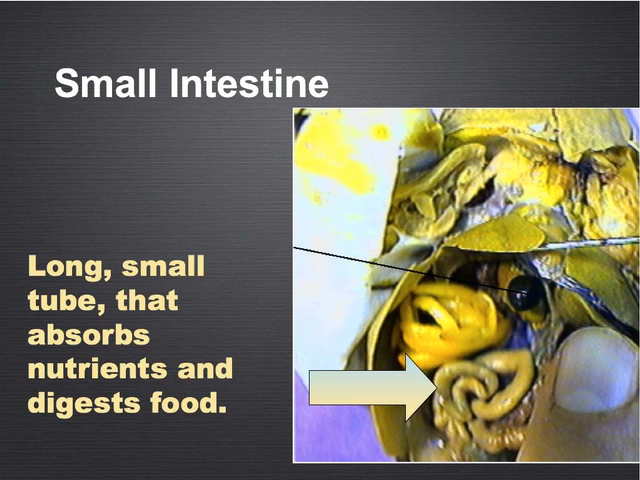 Small Intestine
Long, small
tube, that
absorbs
nutrients and
digests food.